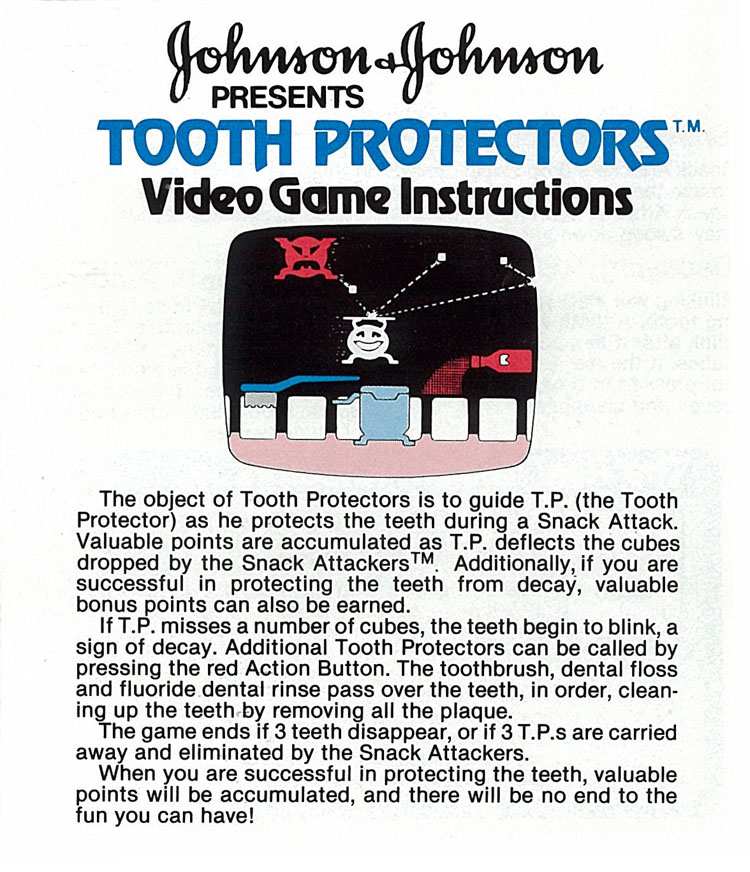 Johnson & Johnson
PRESENTS
TOOTH PROTECTORS T.M.
Video Game Instructions
The object of Tooth Protectors is to guide T.P. (the Tooth
Protector) as he protects the teeth during a Snack Attack.
Valuable points are accumulated as T.P. deflects the cubes
dropped by the Snack Attackers™. Additionally, if you are
successful in protecting the teeth from decay, valuable
bonus points can also be earned.
If T.P. misses a number of cubes, the teeth begin to blink, a
sign of decay. Additional Tooth Protectors can be called by
pressing the red Action Button. The toothbrush, dental floss
and fluoride dental rinse pass over the teeth, in order, clean-
ing up the teeth by removing all the plaque.
The game ends if 3 teeth disappear, or if 3 T.P.s are carried
away and eliminated by the Snack Attackers.
When you are successful in protecting the teeth, valuable
points will be accumulated, and there will be no end to the
fun you can have!